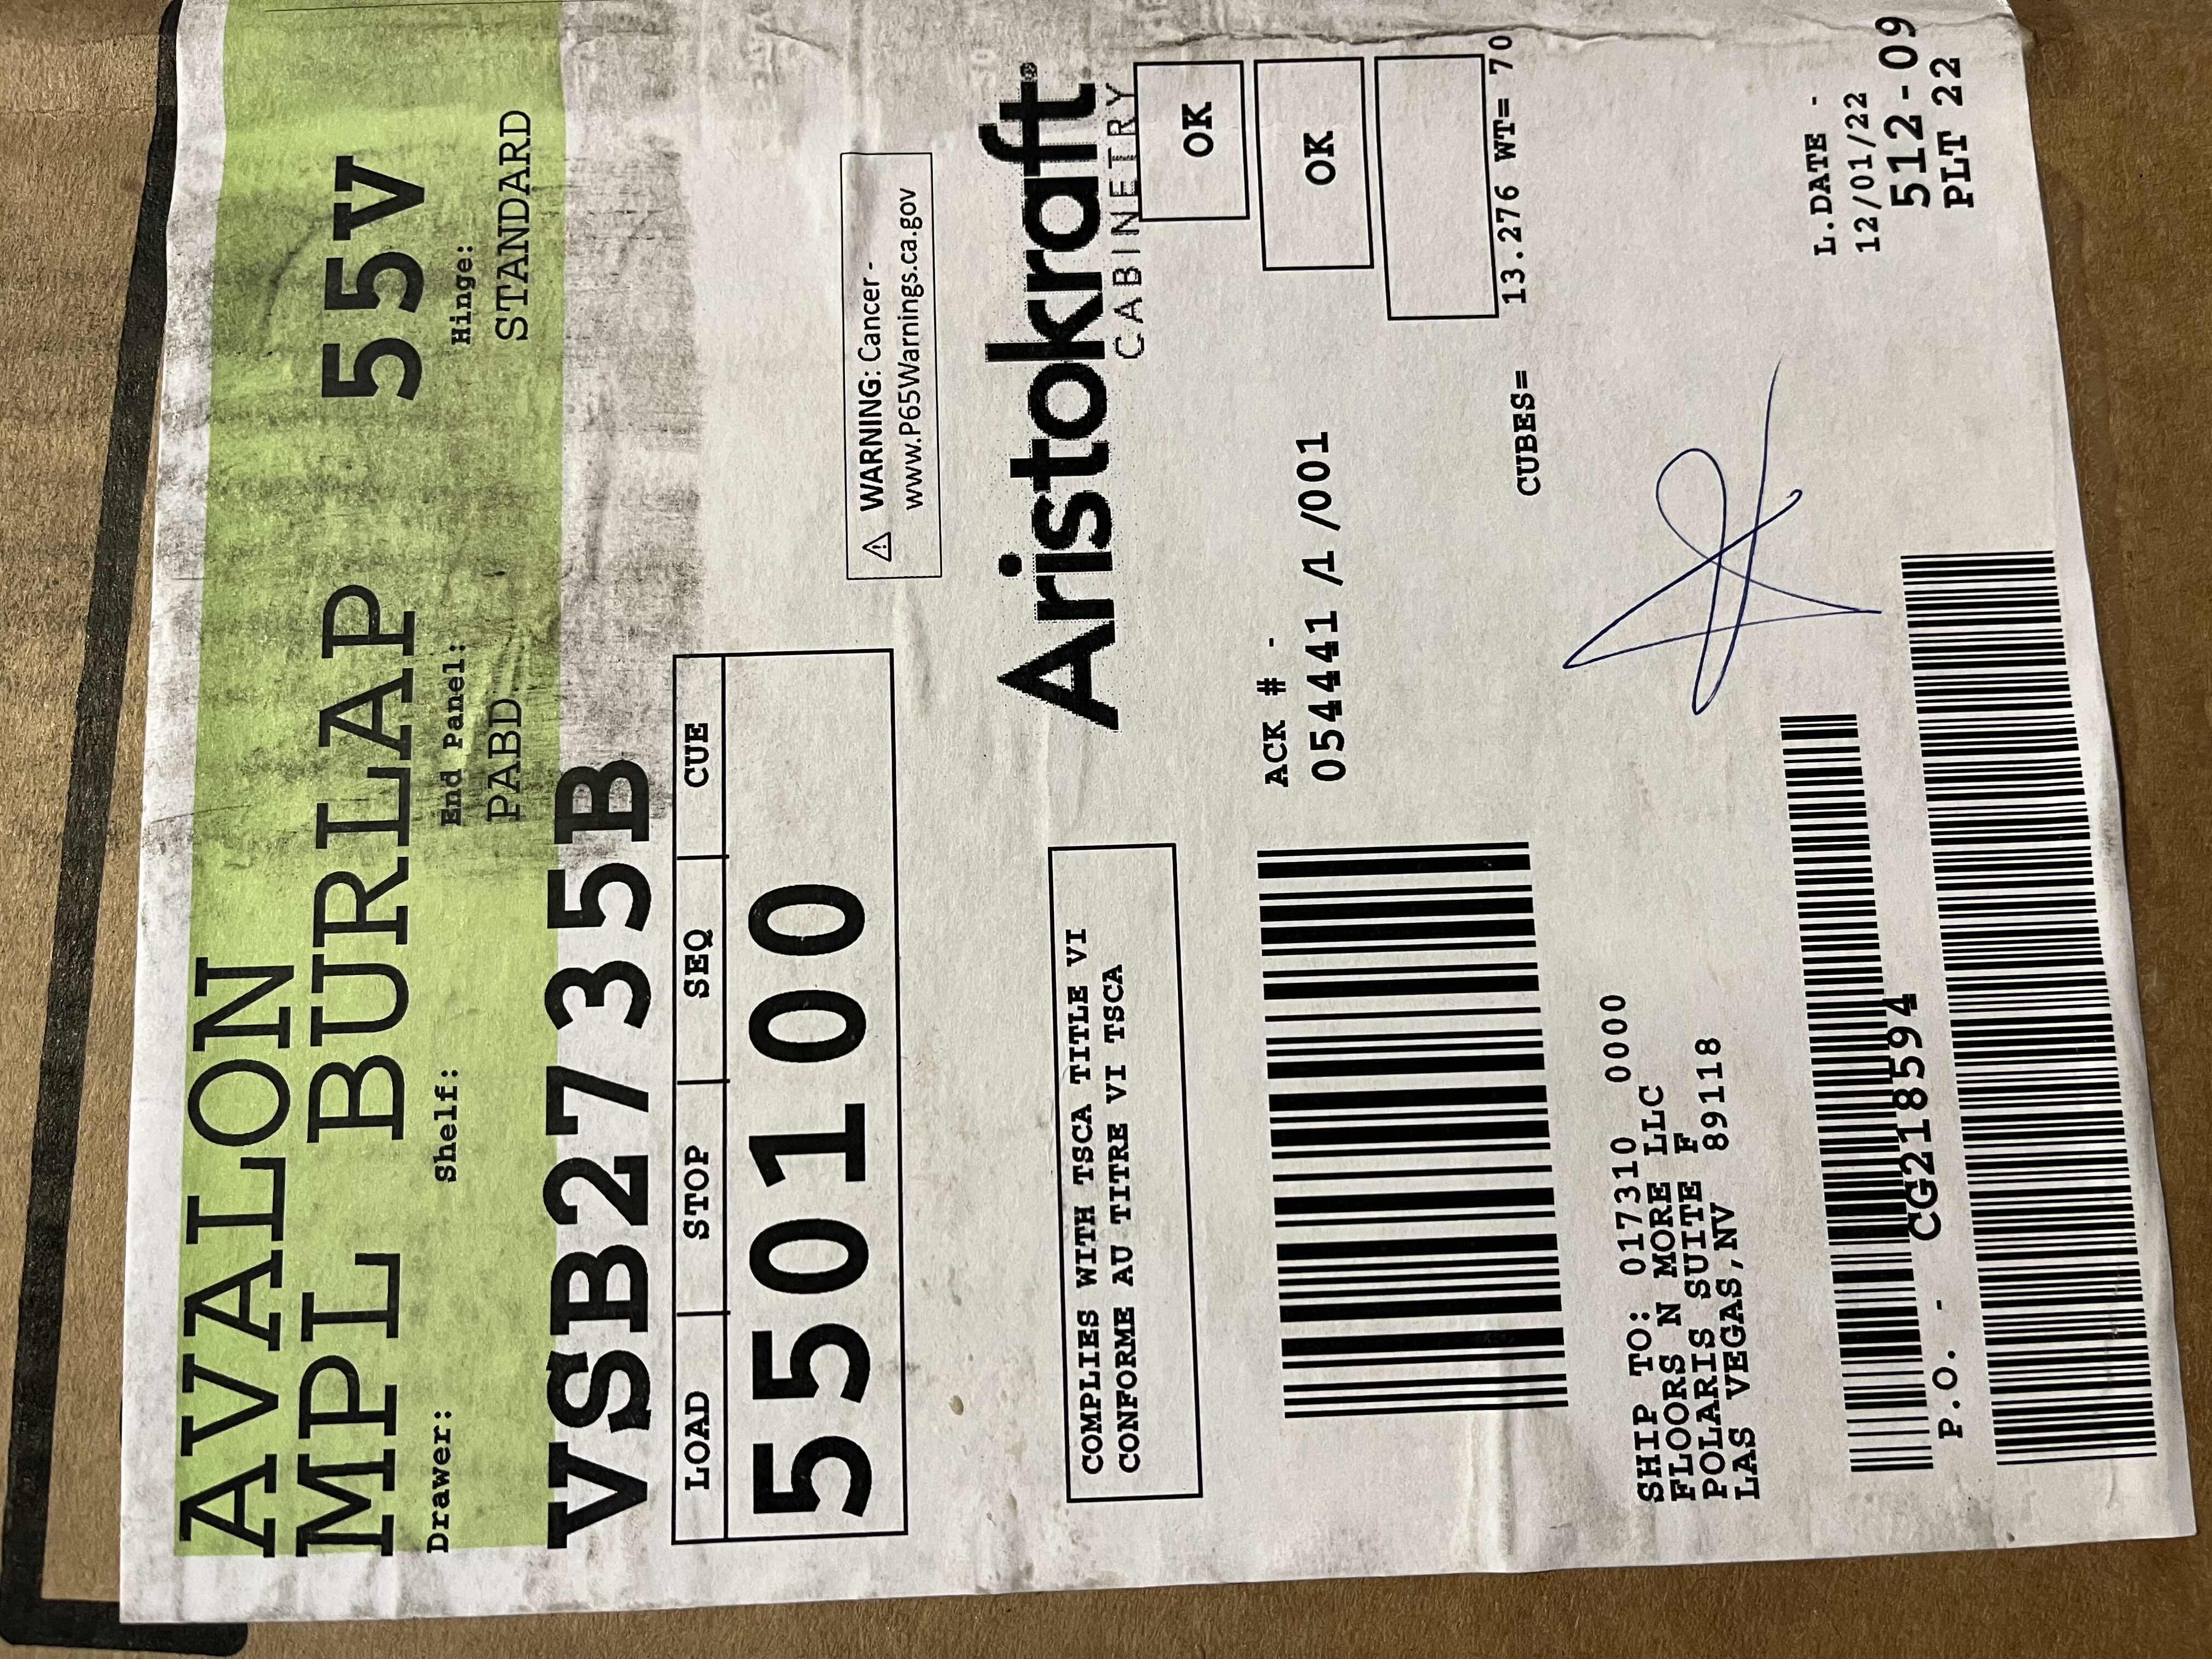 AVALON
MPL BURLAP 55V
Drawer: Shelf: End Panel: Hinge:
PABD STANDARD
VSB2735B
LOAD STOP SEQ CUE
550100
⚠ WARNING: Cancer -
www.P65Warnings.ca.gov
Aristokraft®
CABINETRY
COMPLIES WITH TSCA TITLE VI
CONFORME AU TITRE VI TSCA
OK
OK
ACK # -
054441 /1 /001
CUBES= 13.276 WT= 70
SHIP TO: 017310 0000
FLOORS N MORE LLC
POLARIS SUITE F
LAS VEGAS,NV 89118
L.DATE -
12/01/22
512-09
PLT 22
P.O. - CG218594